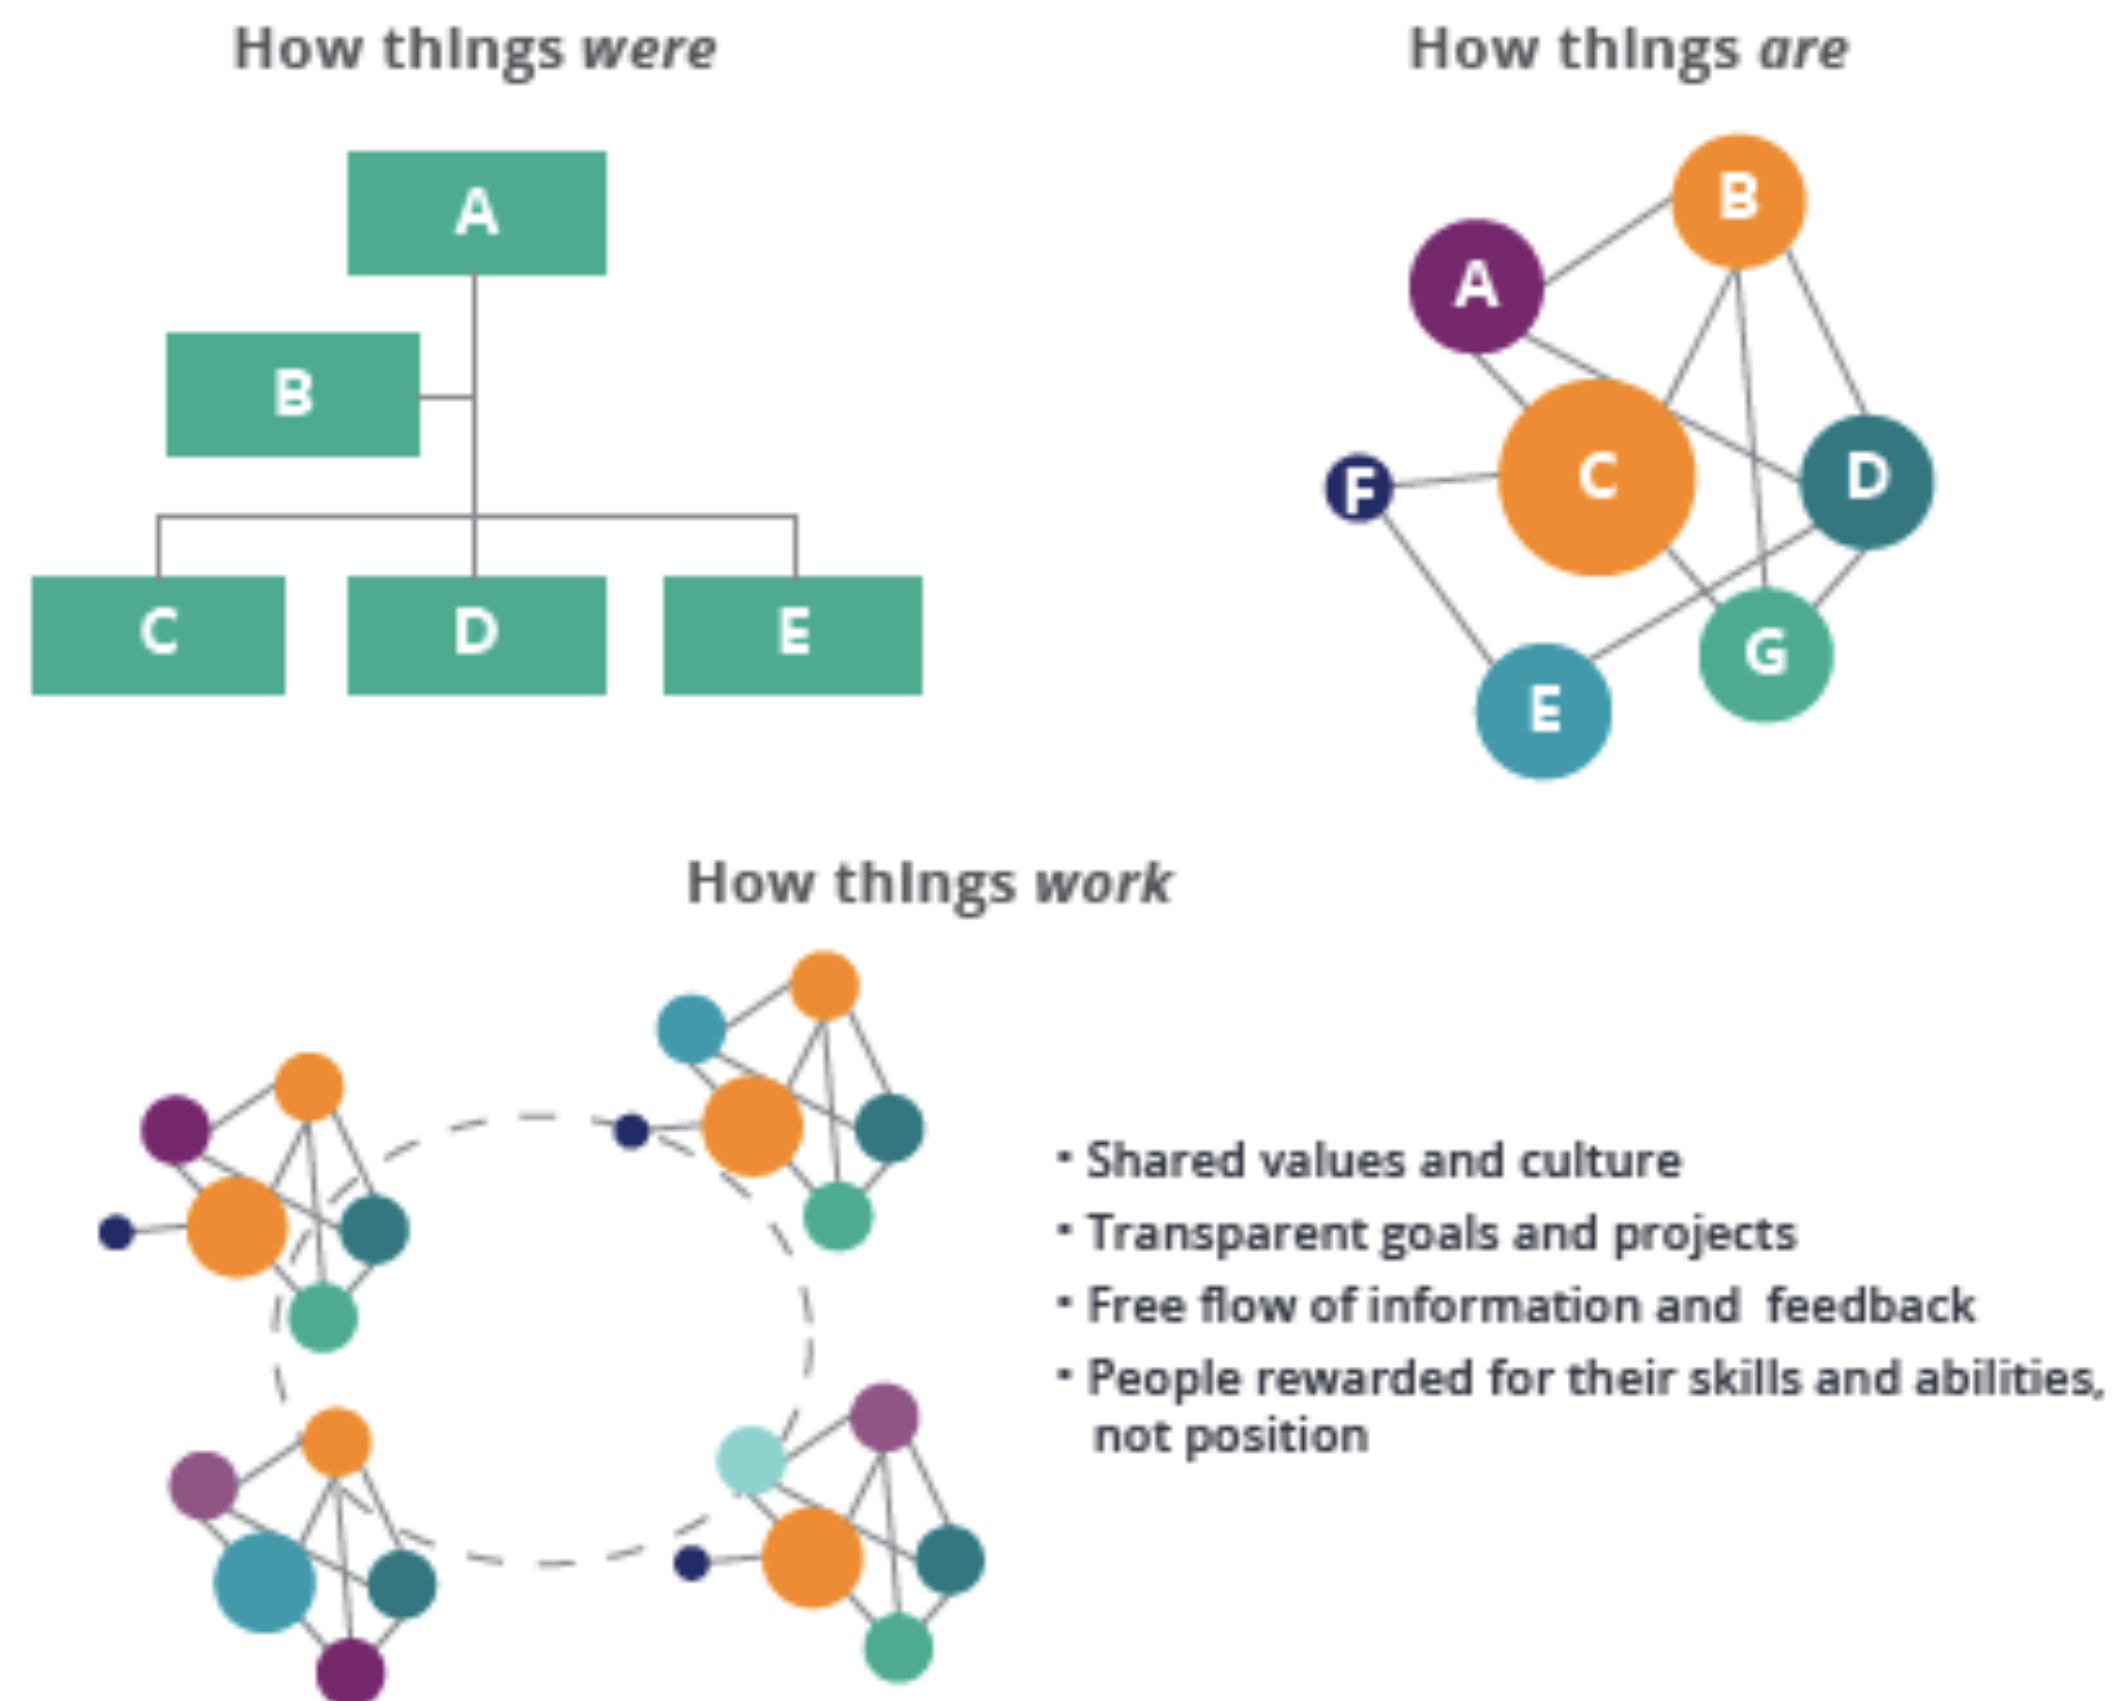 How things were
A
B
C
D
E
How things are
B
A
C
D
F
G
E
How things work
· Shared values and culture
· Transparent goals and projects
· Free flow of information and feedback
· People rewarded for their skills and abilities,
not position